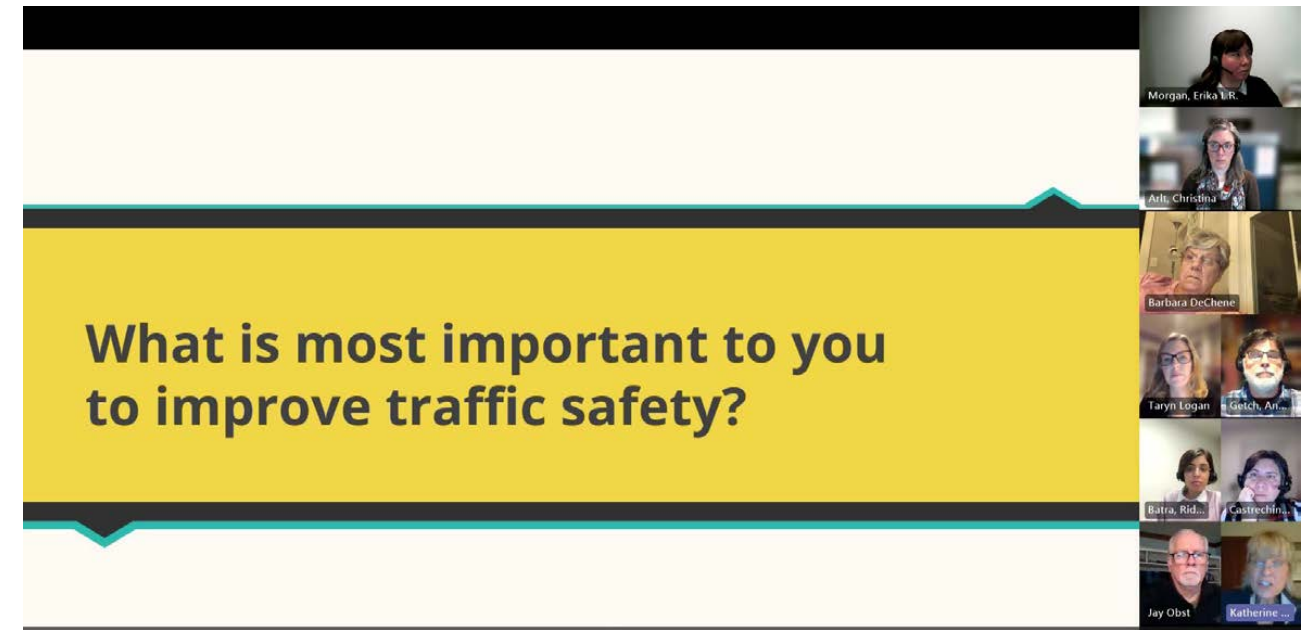 What is most important to you
to improve traffic safety?
Morgan, Erika L.R.
Arlt, Christina
Barbara DeChene
Taryn Logan
Getch, An...
Batra, Rid...
Castrechin...
Jay Obst
Katherine ...